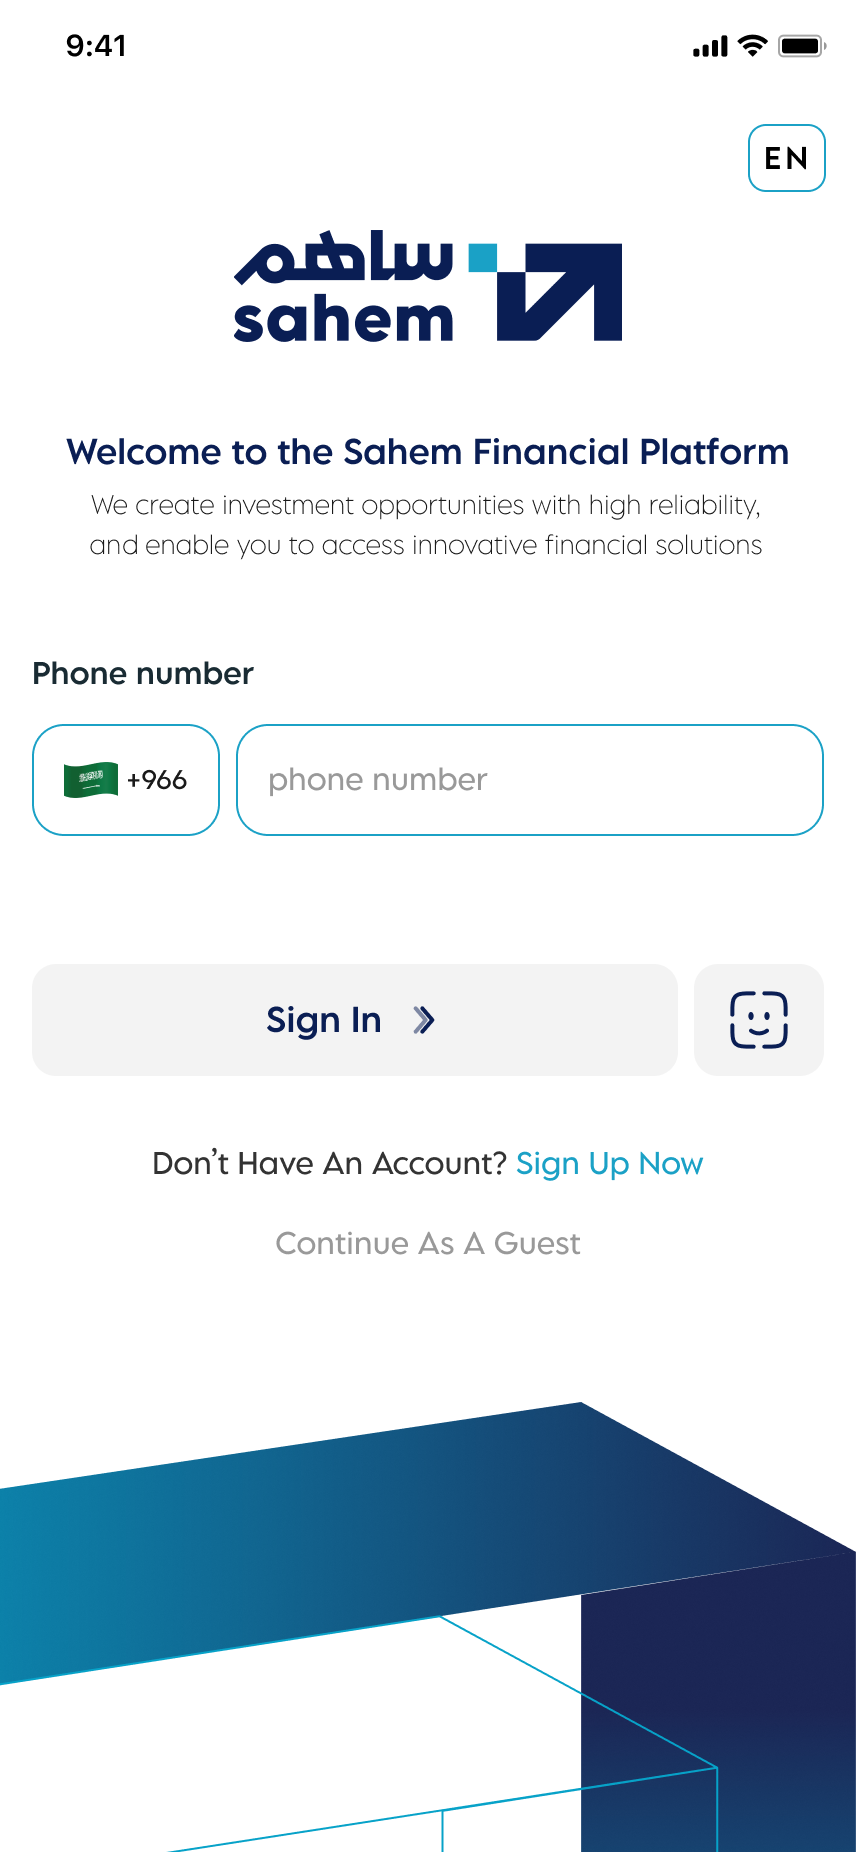 9:41
EN
ساهم
sahem
Welcome to the Sahem Financial Platform
We create investment opportunities with high reliability,
and enable you to access innovative financial solutions
Phone number
+966
phone number
Sign In
Don’t Have An Account? Sign Up Now
Continue As A Guest